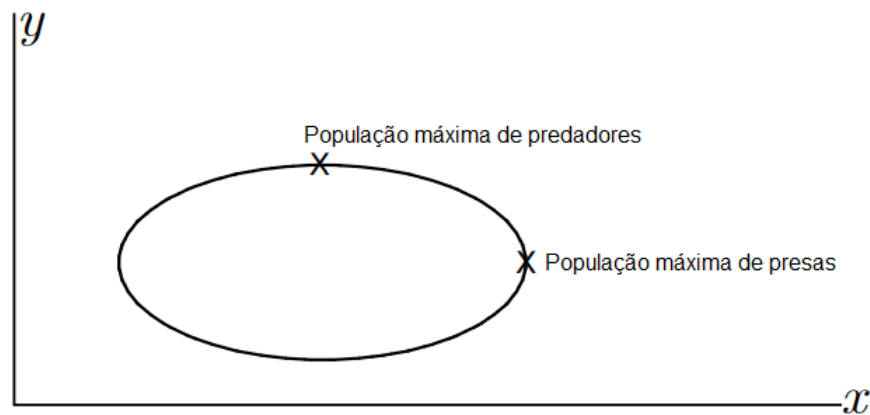 y
População máxima de predadores
X
X População máxima de presas
x